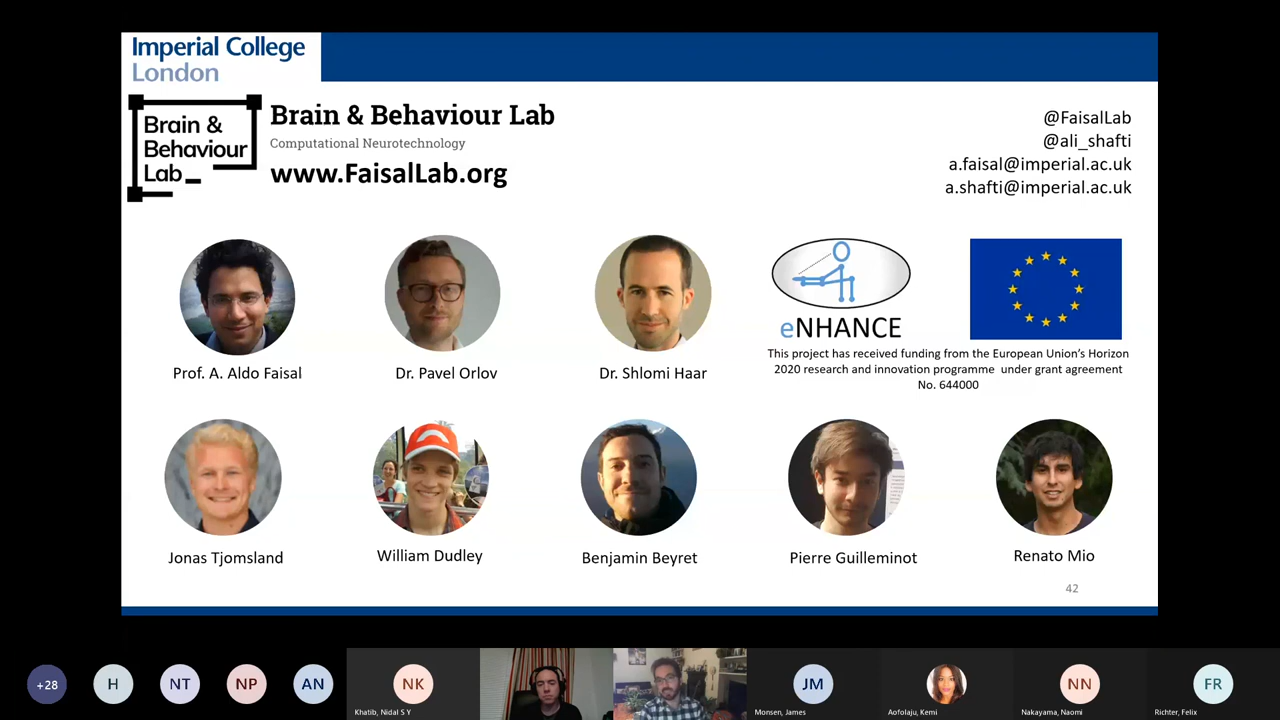 Imperial College
London
Brain &
Behaviour
Lab
Brain & Behaviour Lab
Computational Neurotechnology
www.FaisalLab.org
@FaisalLab
@ali_shafti
a.faisal@imperial.ac.uk
a.shafti@imperial.ac.uk
eNHANCE
This project has received funding from the European Union's Horizon
2020 research and innovation programme under grant agreement
No. 644000
Prof. A. Aldo Faisal
Dr. Pavel Orlov
Dr. Shlomi Haar
Jonas Tjomsland
William Dudley
Benjamin Beyret
Pierre Guilleminot
Renato Mio
42
+28
H
NT
NP
AN
NK
Khatib, Nidal S Y
JM
Monsen, James
Aofolaju, Kemi
NN
Nakayama, Naomi
FR
Richter, Felix